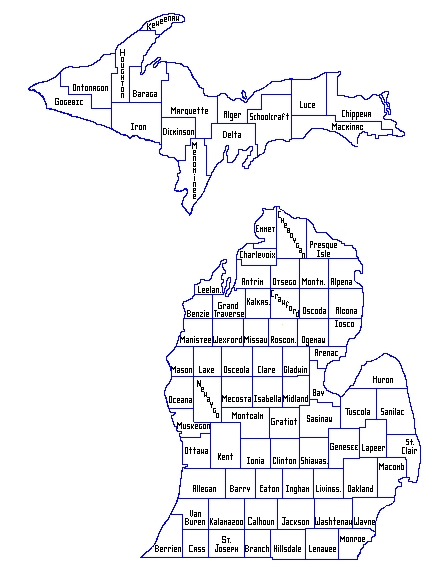 Keweenaw
Houghton
Ontonagon
Gogebic
Baraga
Iron
Marquette
Dickinson
Menominee
Alger
Delta
Schoolkraft
Luce
Chippewa
Mackinac
Emmet
Cheboygan
Presque
Isle
Charlevoix
Antrim
Otsego
Montm.
Alpena
Leelan.
Benzie
Grand
Traverse
Kalkas.
Crawford
Oscoda
Alcona
Iosco
Manistee
Wexford
Missau
Roscom.
Ogemaw
Arenac
Mason
Lake
Osceola
Clare
Gladwin
Huron
Oceana
Newaygo
Mecosta
Isabella
Midland
Bay
Tuscola
Sanilac
Muskegon
Montcalm
Gratiot
Saginaw
Ottawa
Kent
Ionia
Clinton
Shiawas.
Genesee
Lapeer
St.
Clair
Macomb
Allegan
Barry
Eaton
Ingham
Livings.
Oakland
Van
Buren
Kalamazoo
Calhoun
Jackson
Washtenaw
Wayne
Berrien
Cass
St.
Joseph
Branch
Hillsdale
Lenawee
Monroe